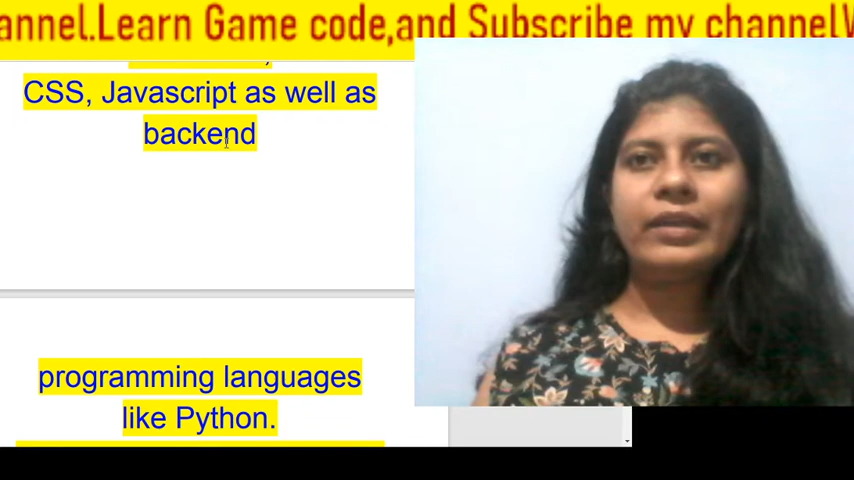 annel.Learn Game code,and Subscribe my channel
CSS, Javascript as well as
backend
programming languages
like Python.